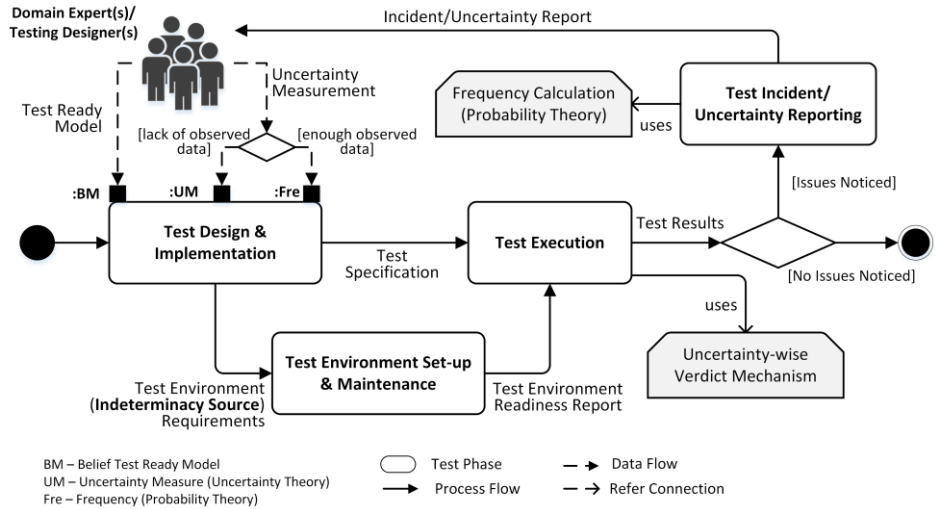 Domain Expert(s)/
Testing Designer(s)
Incident/Uncertainty Report
Uncertainty
Measurement
Test Ready
Model
[lack of observed
data]
[enough observed
data]
Frequency Calculation
(Probability Theory)
uses
Test Incident/
Uncertainty Reporting
:BM
:UM
:Fre
[Issues Noticed]
Test Design &
Implementation
Test
Specification
Test Execution
Test Results
[No Issues Noticed]
uses
Test Environment Set-up
& Maintenance
Uncertainty-wise
Verdict Mechanism
Test Environment
(Indeterminacy Source)
Requirements
Test Environment
Readiness Report
BM – Belief Test Ready Model
UM – Uncertainty Measure (Uncertainty Theory)
Fre – Frequency (Probability Theory)
Test Phase
Process Flow
Data Flow
Refer Connection